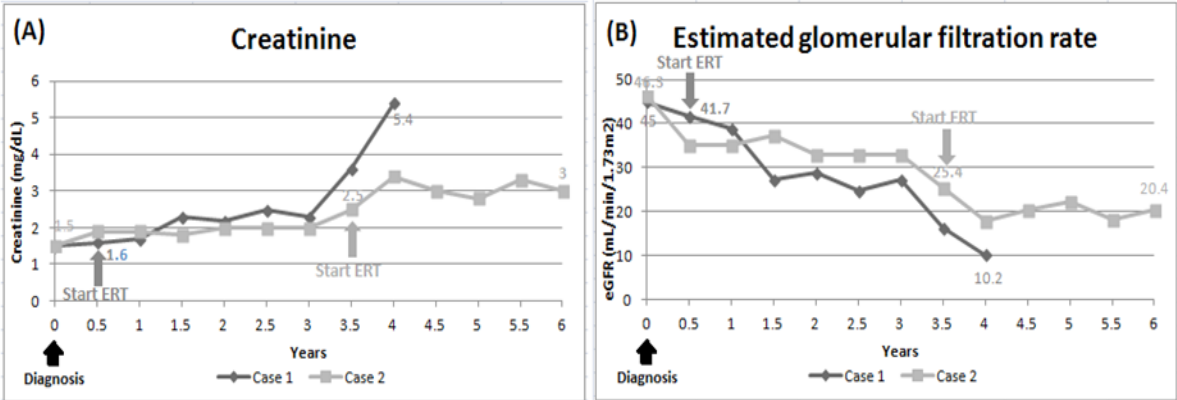 (A)
Creatinine
Creatinine (mg/dL)
6
5
4
3
2
1
0
1.5
1.6
2.5
5.4
3
Start ERT
Start ERT
0 0.5 1 1.5 2 2.5 3 3.5 4 4.5 5 5.5 6
Years
Diagnosis
Case 1 Case 2
(B)
Estimated glomerular filtration rate
eGFR (mL/min/1.73m2)
Start ERT
50
40
30
20
10
0
46.3
45
41.7
Start ERT
25.4
20.4
10.2
0 0.5 1 1.5 2 2.5 3 3.5 4 4.5 5 5.5 6
Years
Diagnosis
Case 1 Case 2